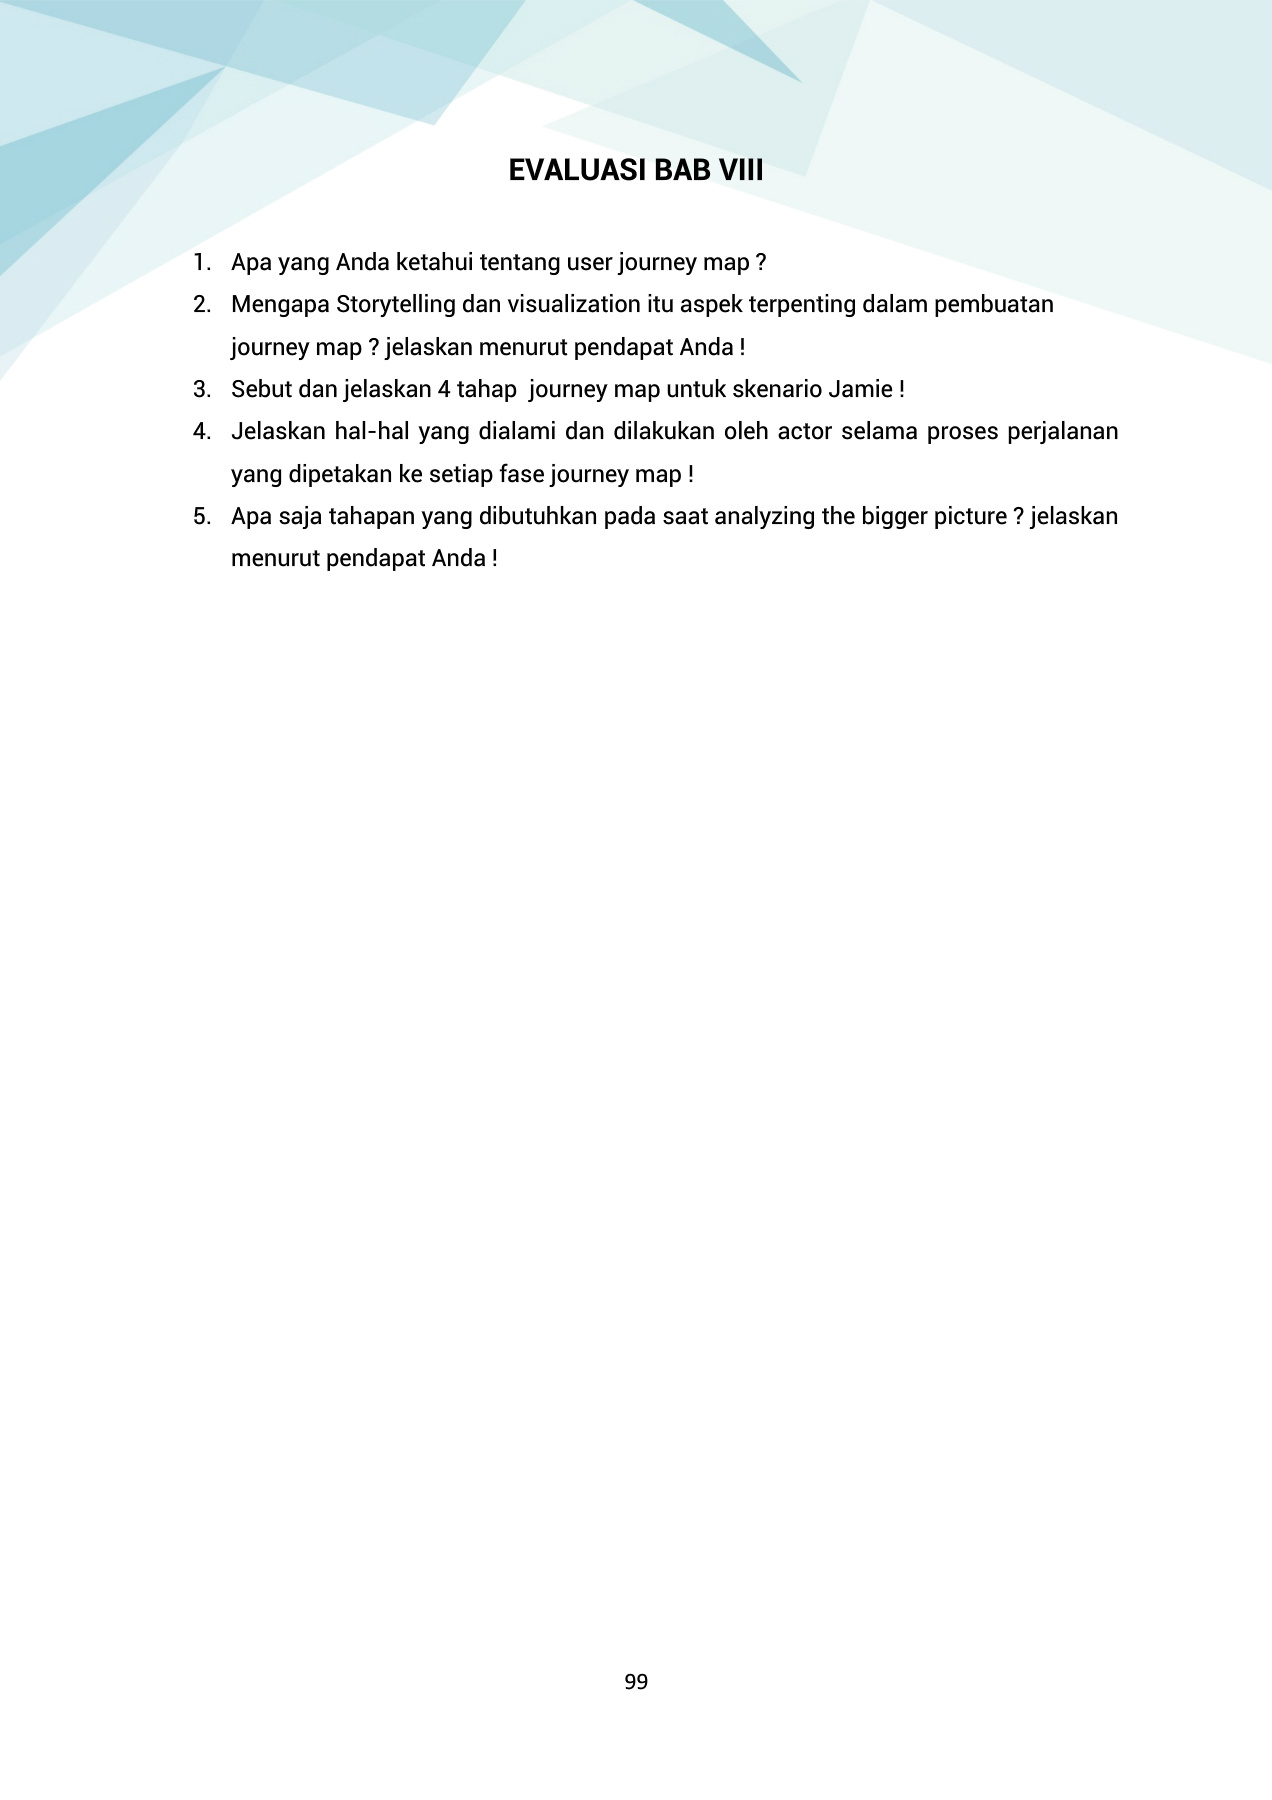 EVALUASI BAB VIII
1. Apa yang Anda ketahui tentang user journey map ?
2. Mengapa Storytelling dan visualization itu aspek terpenting dalam pembuatan
journey map ? jelaskan menurut pendapat Anda !
3. Sebut dan jelaskan 4 tahap journey map untuk skenario Jamie !
4. Jelaskan hal-hal yang dialami dan dilakukan oleh actor selama proses perjalanan
yang dipetakan ke setiap fase journey map !
5. Apa saja tahapan yang dibutuhkan pada saat analyzing the bigger picture ? jelaskan
menurut pendapat Anda !
99